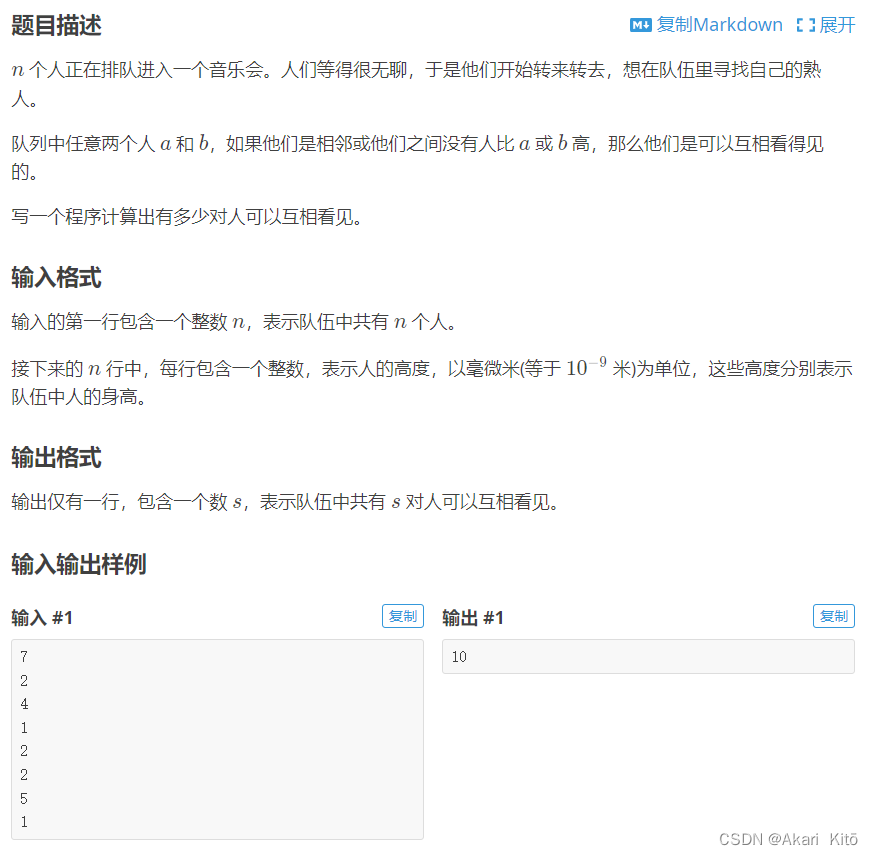 题目描述
复制Markdown 展开
n 个人正在排队进入一个音乐会。人们等得很无聊，于是他们开始转来转去，想在队伍里寻找自己的熟
人。
队列中任意两个人 a 和 b，如果他们是相邻或他们之间没有人比 a 或 b 高，那么他们是可以互相看得见
的。
写一个程序计算出有多少对人可以互相看见。
输入格式
输入的第一行包含一个整数 n，表示队伍中共有 n 个人。
接下来的 n 行中，每行包含一个整数，表示人的高度，以毫微米(等于 10⁻⁹ 米)为单位，这些高度分别表示
队伍中人的身高。
输出格式
输出仅有一行，包含一个数 s，表示队伍中共有 s 对人可以互相看见。
输入输出样例
输入 #1
复制
7
2
4
1
2
2
5
1
输出 #1
复制
10
CSDN @Akari_Kitō